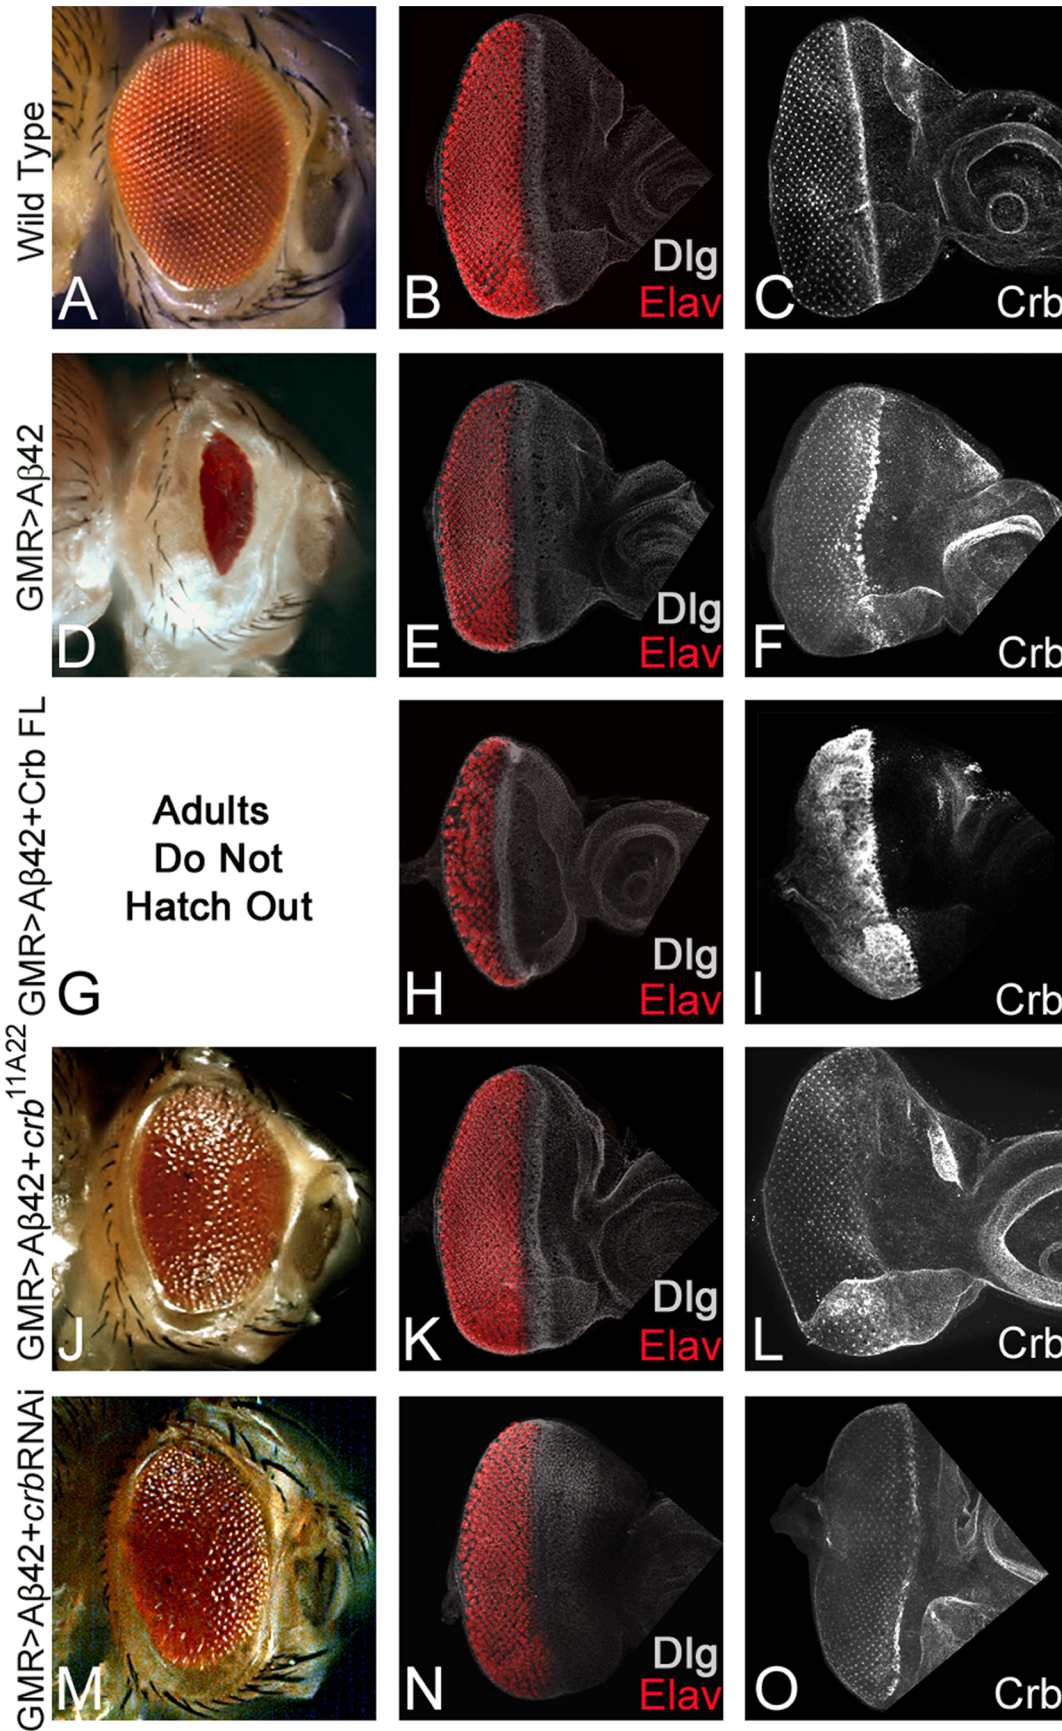 Wild Type
A
B
Dlg
Elav
C
Crb
GMR>Aβ42
D
E
Dlg
Elav
F
Crb
GMR>Aβ42+Crb FL
Adults
Do Not
Hatch Out
G
H
Dlg
Elav
I
Crb
GMR>Aβ42+crb11A22
J
K
Dlg
Elav
L
Crb
GMR>Aβ42+crbRNAi
M
N
Dlg
Elav
O
Crb